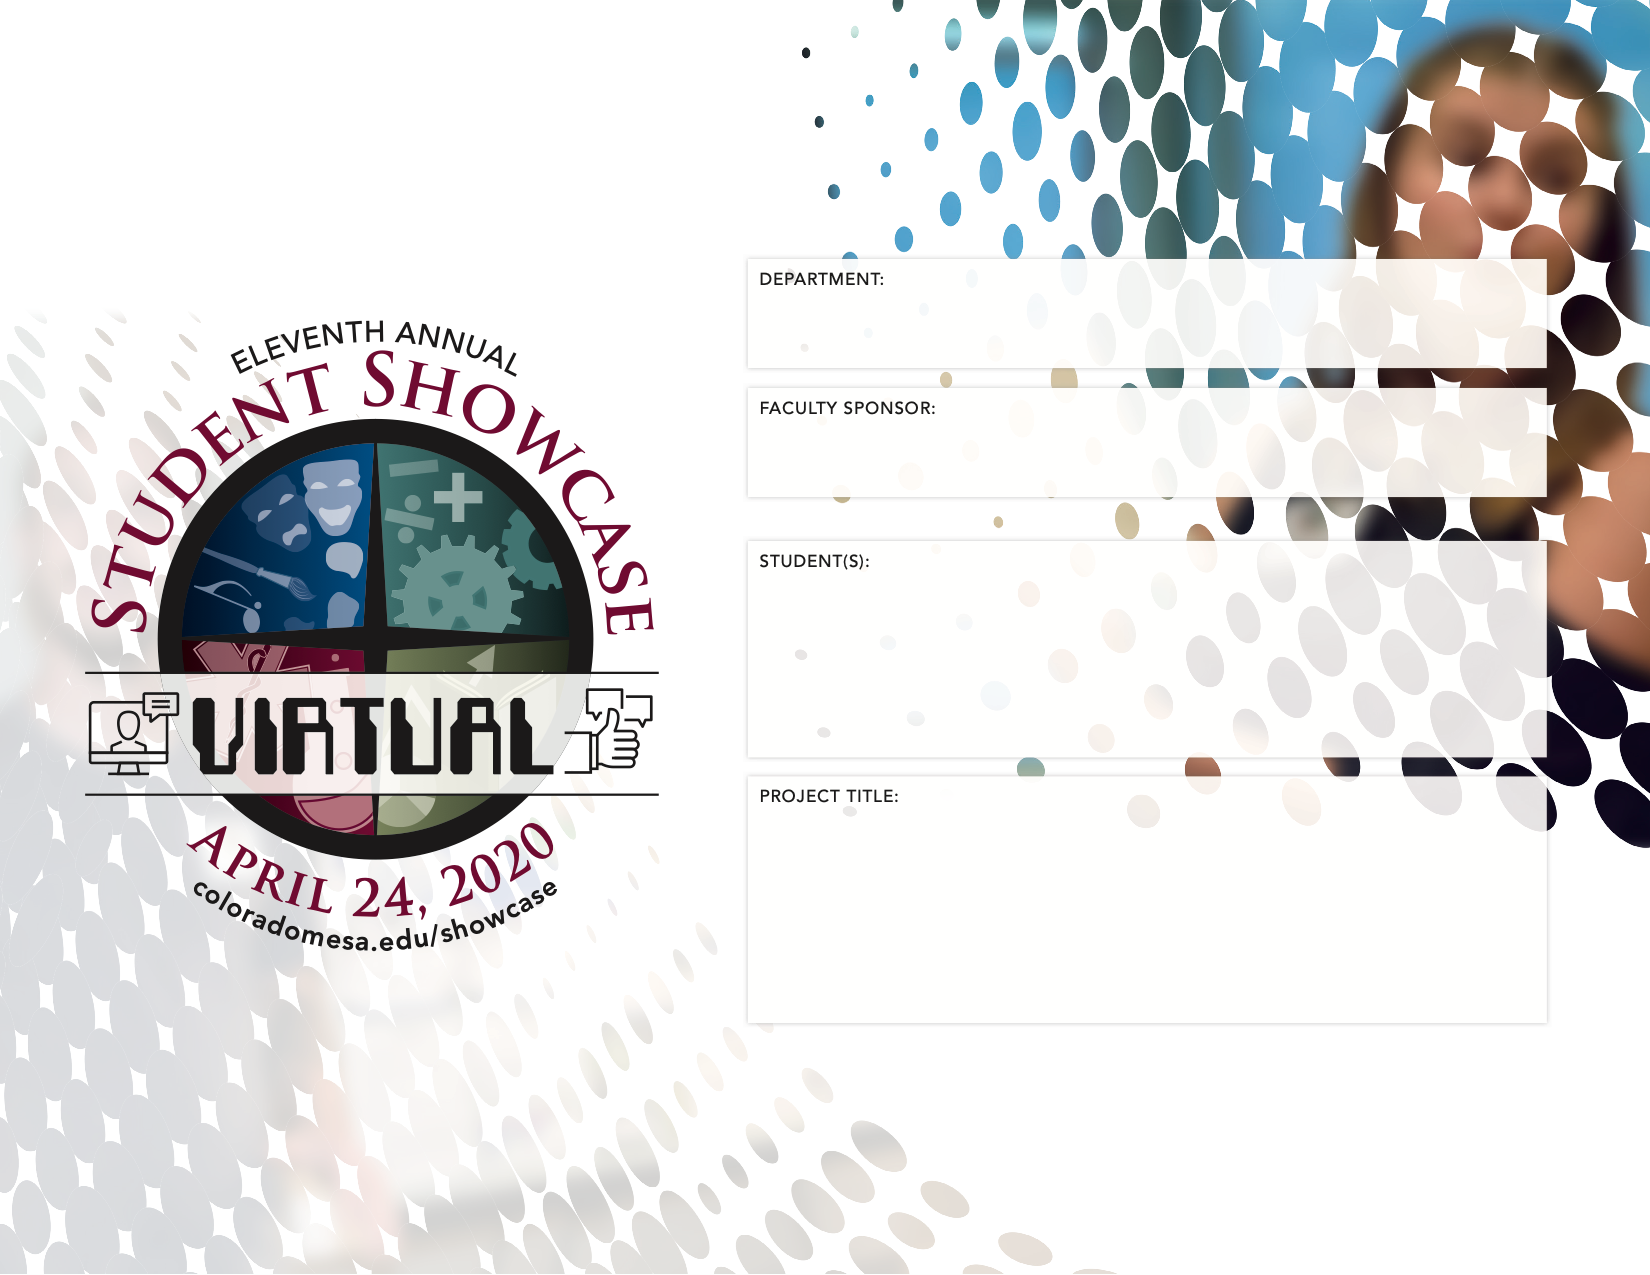 ELEVENTH ANNUAL
STUDENT SHOWCASE
VIRTUAL
APRIL 24, 2020
coloradomesa.edu/showcase
DEPARTMENT:
FACULTY SPONSOR:
STUDENT(S):
PROJECT TITLE: